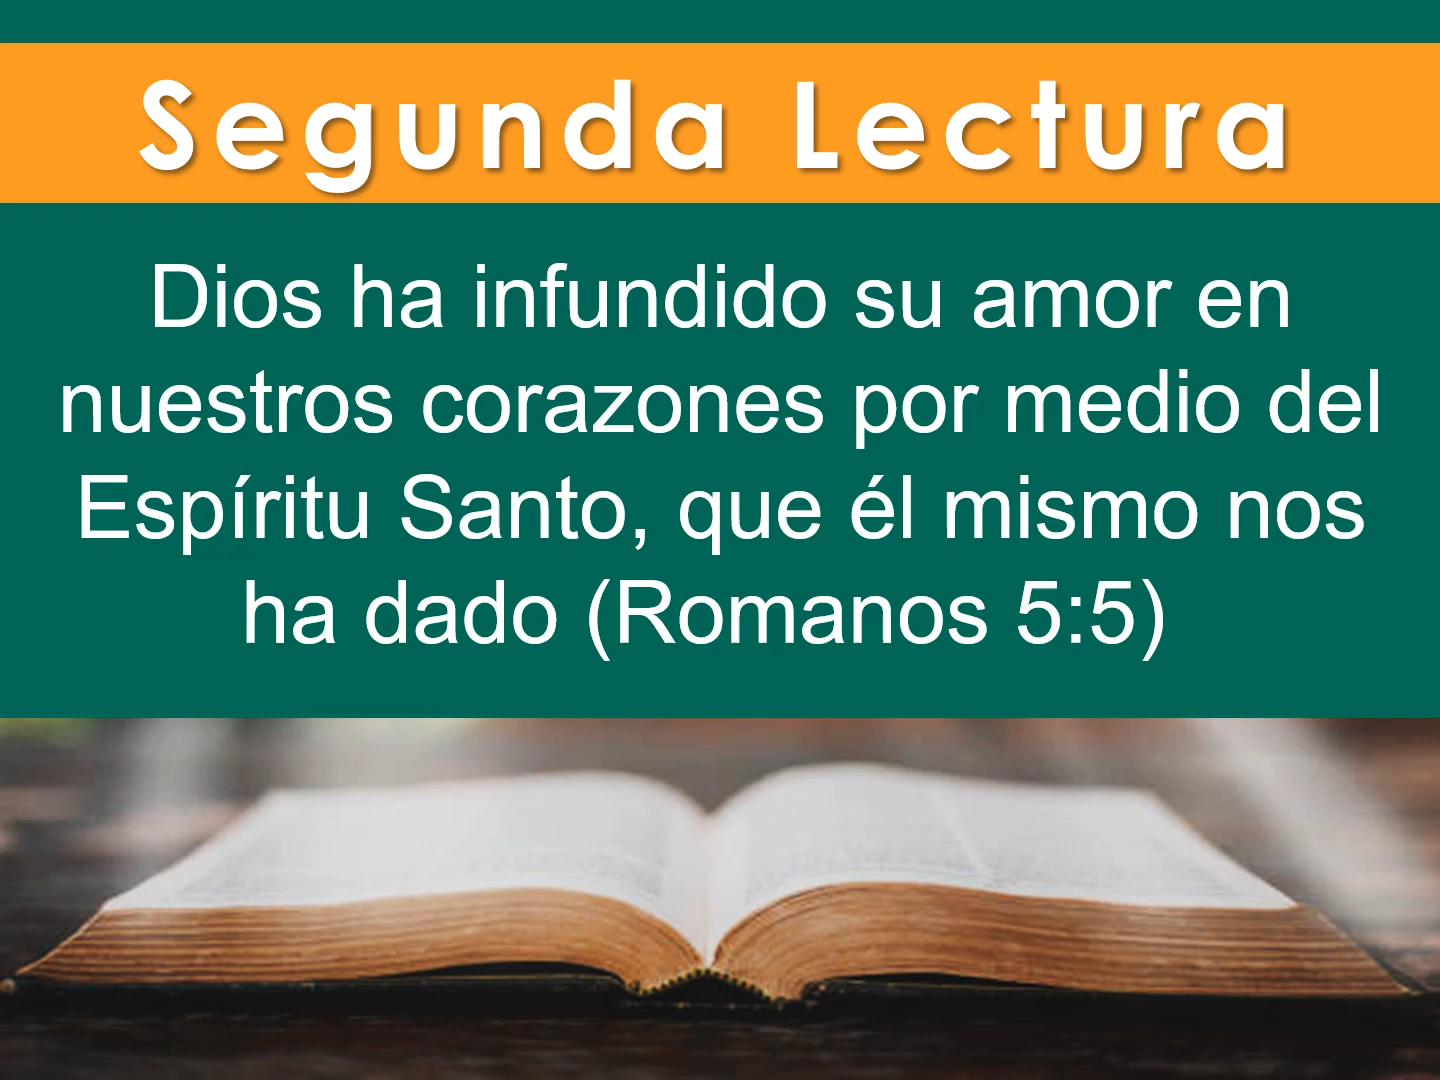 Segunda Lectura
Dios ha infundido su amor en
nuestros corazones por medio del
Espíritu Santo, que él mismo nos
ha dado (Romanos 5:5)